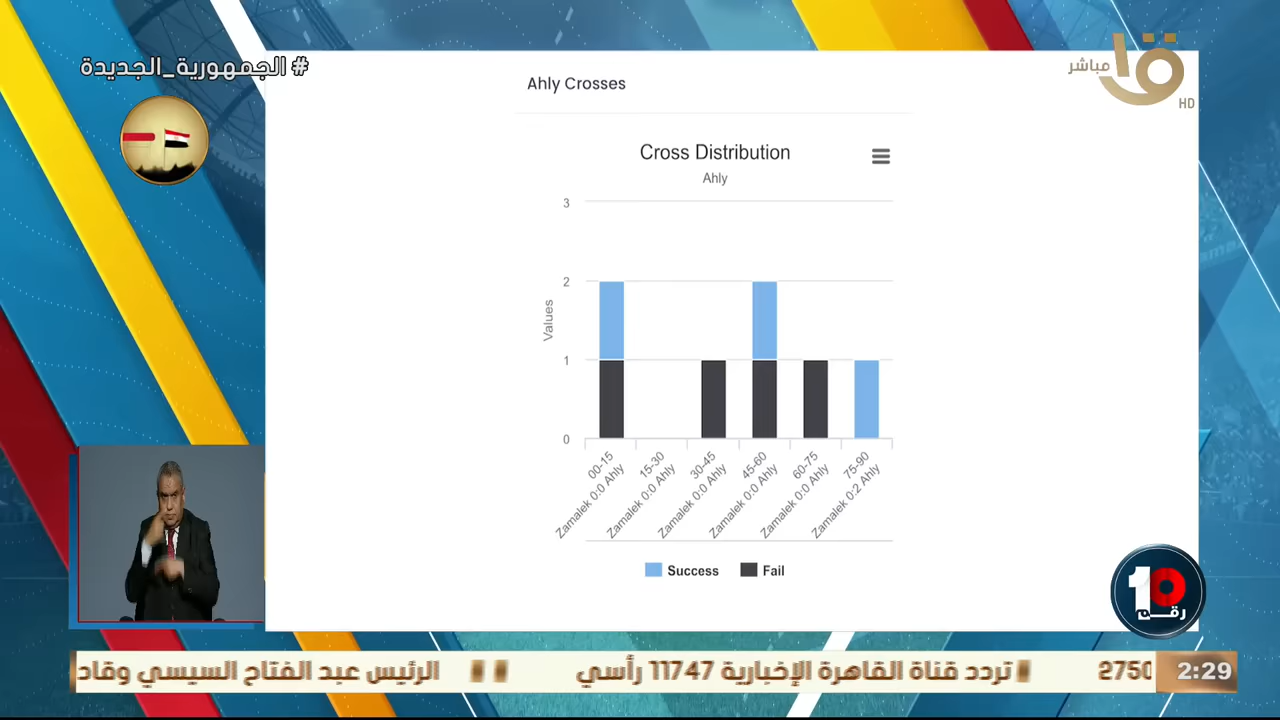 #الجمهورية_الجديدة
مباشر
HD
Ahly Crosses
Cross Distribution
Ahly
3
2
1
0
Values
00-15
Zamalek 0:0 Ahly
15-30
Zamalek 0:0 Ahly
30-45
Zamalek 0:0 Ahly
45-60
Zamalek 0:0 Ahly
60-75
Zamalek 0:0 Ahly
75-90
Zamalek 0:2 Ahly
Success
Fail
رقم 10
2750 تردد قناة القاهرة الإخبارية 11747 رأسي الرئيس عبد الفتاح السيسي وقاد
2:29